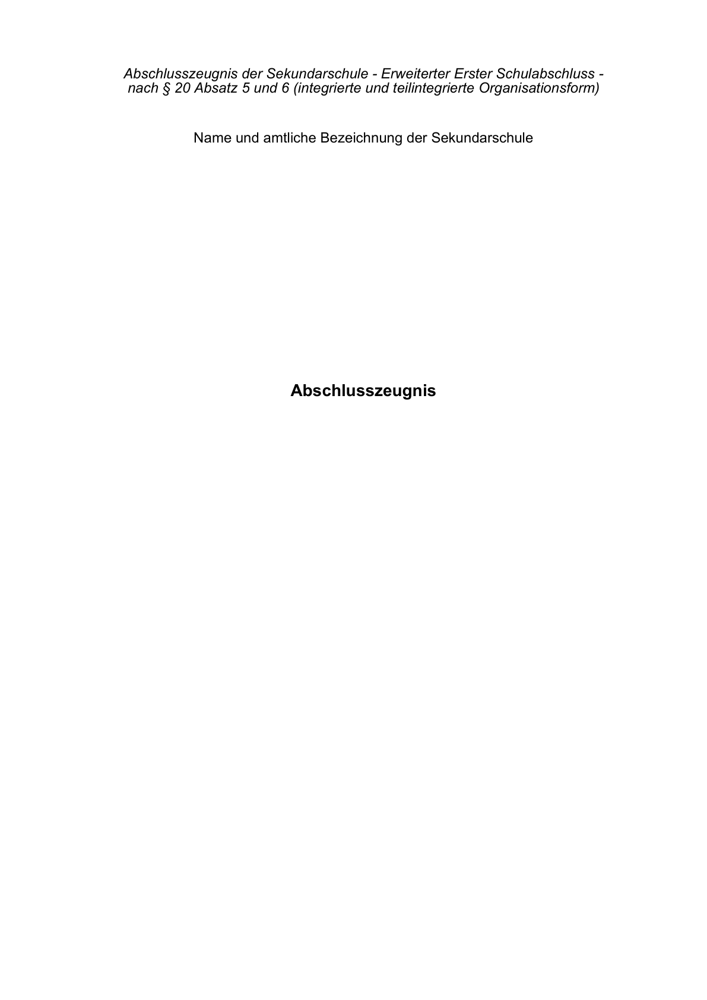 Abschlusszeugnis der Sekundarschule - Erweiterter Erster Schulabschluss -
nach § 20 Absatz 5 und 6 (integrierte und teilintegrierte Organisationsform)
Name und amtliche Bezeichnung der Sekundarschule
Abschlusszeugnis